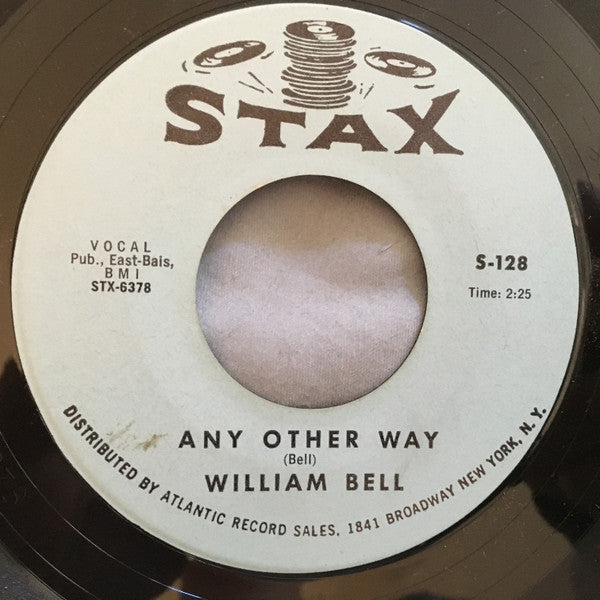 STAX
VOCAL
Pub., East-Bais,
BMI
STX-6378
S-128
Time: 2:25
ANY OTHER WAY
(Bell)
WILLIAM BELL
DISTRIBUTED BY ATLANTIC RECORD SALES, 1841 BROADWAY NEW YORK, N. Y.